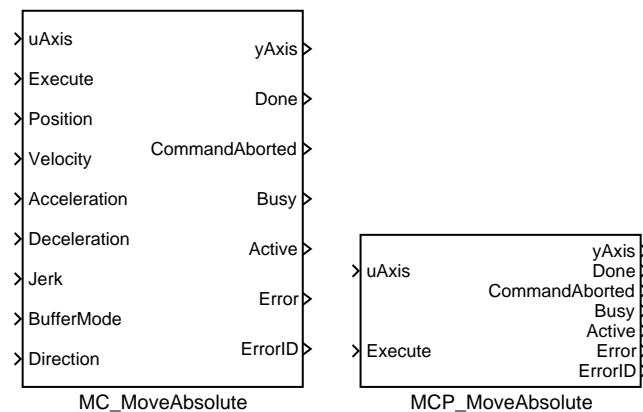 uAxis
Execute
Position
Velocity
Acceleration
Deceleration
Jerk
BufferMode
Direction
yAxis
Done
CommandAborted
Busy
Active
Error
ErrorID
MC_MoveAbsolute
uAxis
Execute
yAxis
Done
CommandAborted
Busy
Active
Error
ErrorID
MCP_MoveAbsolute